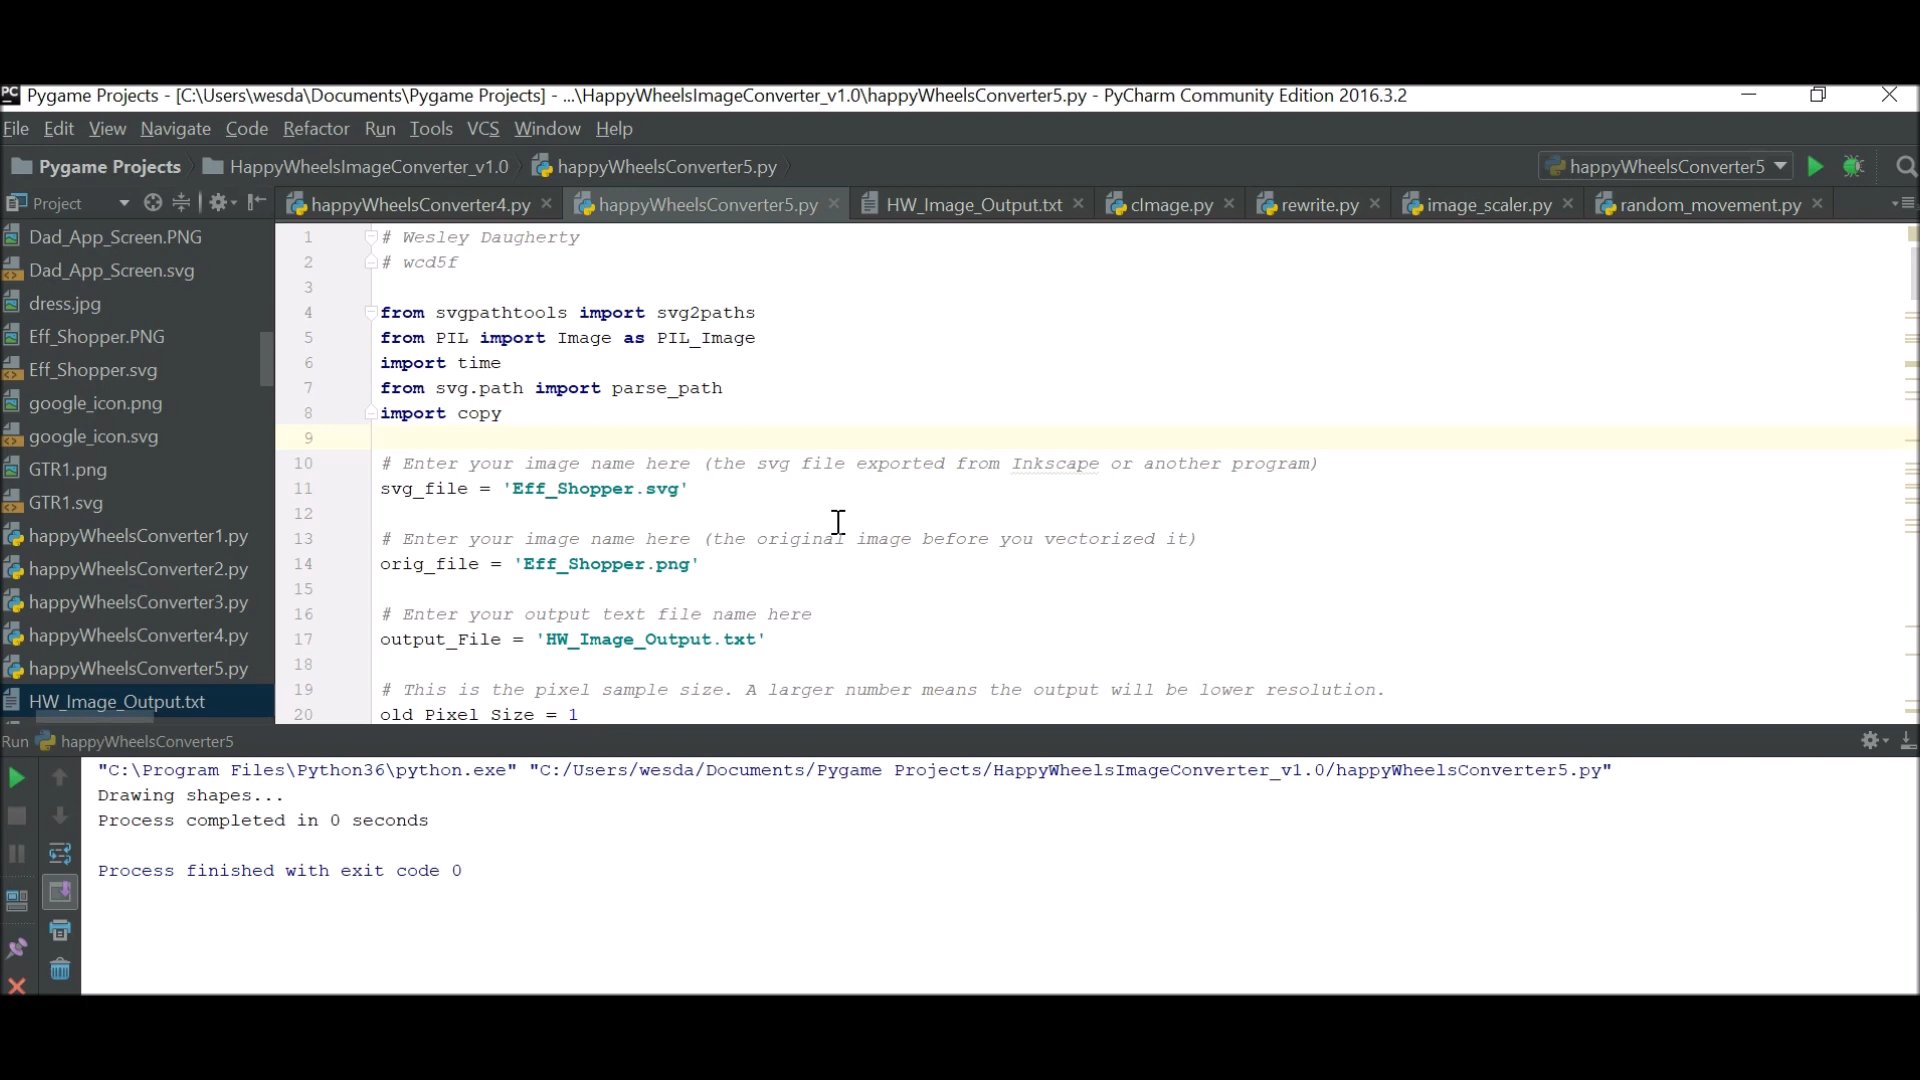 PC Pygame Projects - [C:\Users\wesda\Documents\Pygame Projects] - ...\HappyWheelsImageConverter_v1.0\happyWheelsConverter5.py - PyCharm Community Edition 2016.3.2
File Edit View Navigate Code Refactor Run Tools VCS Window Help
Pygame Projects HappyWheelsImageConverter_v1.0 happyWheelsConverter5.py happyWheelsConverter5
Project happyWheelsConverter4.py happyWheelsConverter5.py HW_Image_Output.txt cImage.py rewrite.py image_scaler.py random_movement.py
Dad_App_Screen.PNG
Dad_App_Screen.svg
dress.jpg
Eff_Shopper.PNG
Eff_Shopper.svg
google_icon.png
google_icon.svg
GTR1.png
GTR1.svg
happyWheelsConverter1.py
happyWheelsConverter2.py
happyWheelsConverter3.py
happyWheelsConverter4.py
happyWheelsConverter5.py
HW_Image_Output.txt
1 # Wesley Daugherty
2 # wcd5f
3
4 from svgpathtools import svg2paths
5 from PIL import Image as PIL_Image
6 import time
7 from svg.path import parse_path
8 import copy
9
10 # Enter your image name here (the svg file exported from Inkscape or another program)
11 svg_file = 'Eff_Shopper.svg'
12
13 # Enter your image name here (the original image before you vectorized it)
14 orig_file = 'Eff_Shopper.png'
15
16 # Enter your output text file name here
17 output_File = 'HW_Image_Output.txt'
18
19 # This is the pixel sample size. A larger number means the output will be lower resolution.
20 old_Pixel_Size = 1
Run happyWheelsConverter5
"C:\Program Files\Python36\python.exe" "C:/Users/wesda/Documents/Pygame Projects/HappyWheelsImageConverter_v1.0/happyWheelsConverter5.py"
Drawing shapes...
Process completed in 0 seconds
Process finished with exit code 0